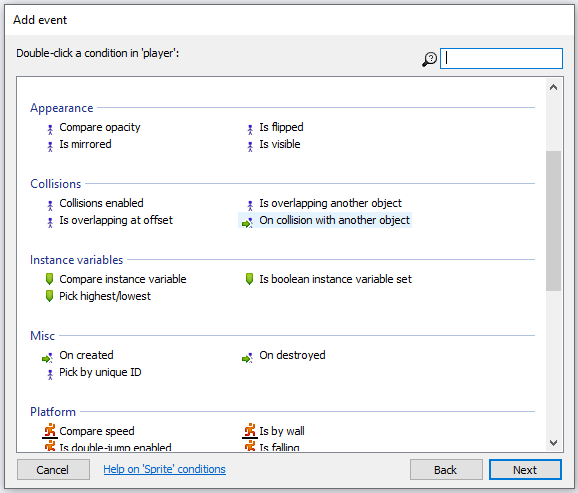 Add event
Double-click a condition in 'player':
Appearance
Compare opacity Is flipped
Is mirrored Is visible
Collisions
Collisions enabled Is overlapping another object
Is overlapping at offset On collision with another object
Instance variables
Compare instance variable Is boolean instance variable set
Pick highest/lowest
Misc
On created On destroyed
Pick by unique ID
Platform
Compare speed Is by wall
Is double-jump enabled Is falling
Cancel Help on 'Sprite' conditions Back Next